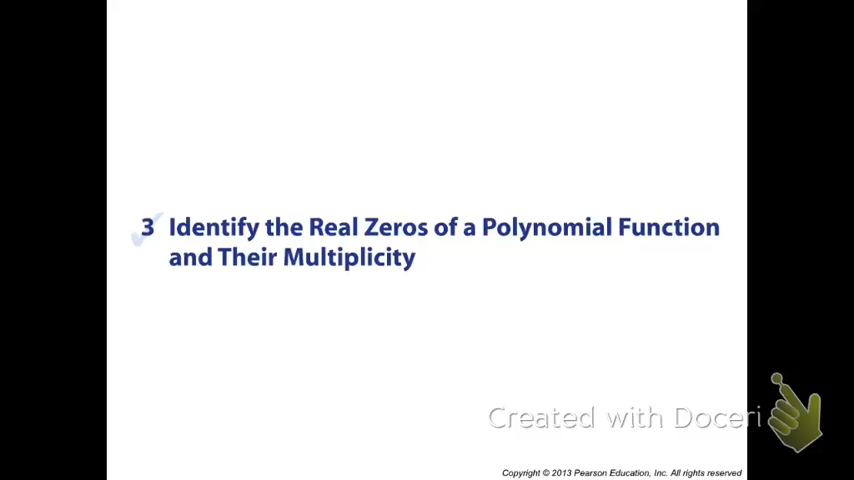 3 Identify the Real Zeros of a Polynomial Function
and Their Multiplicity
Created with Doceri
Copyright © 2013 Pearson Education, Inc. All rights reserved